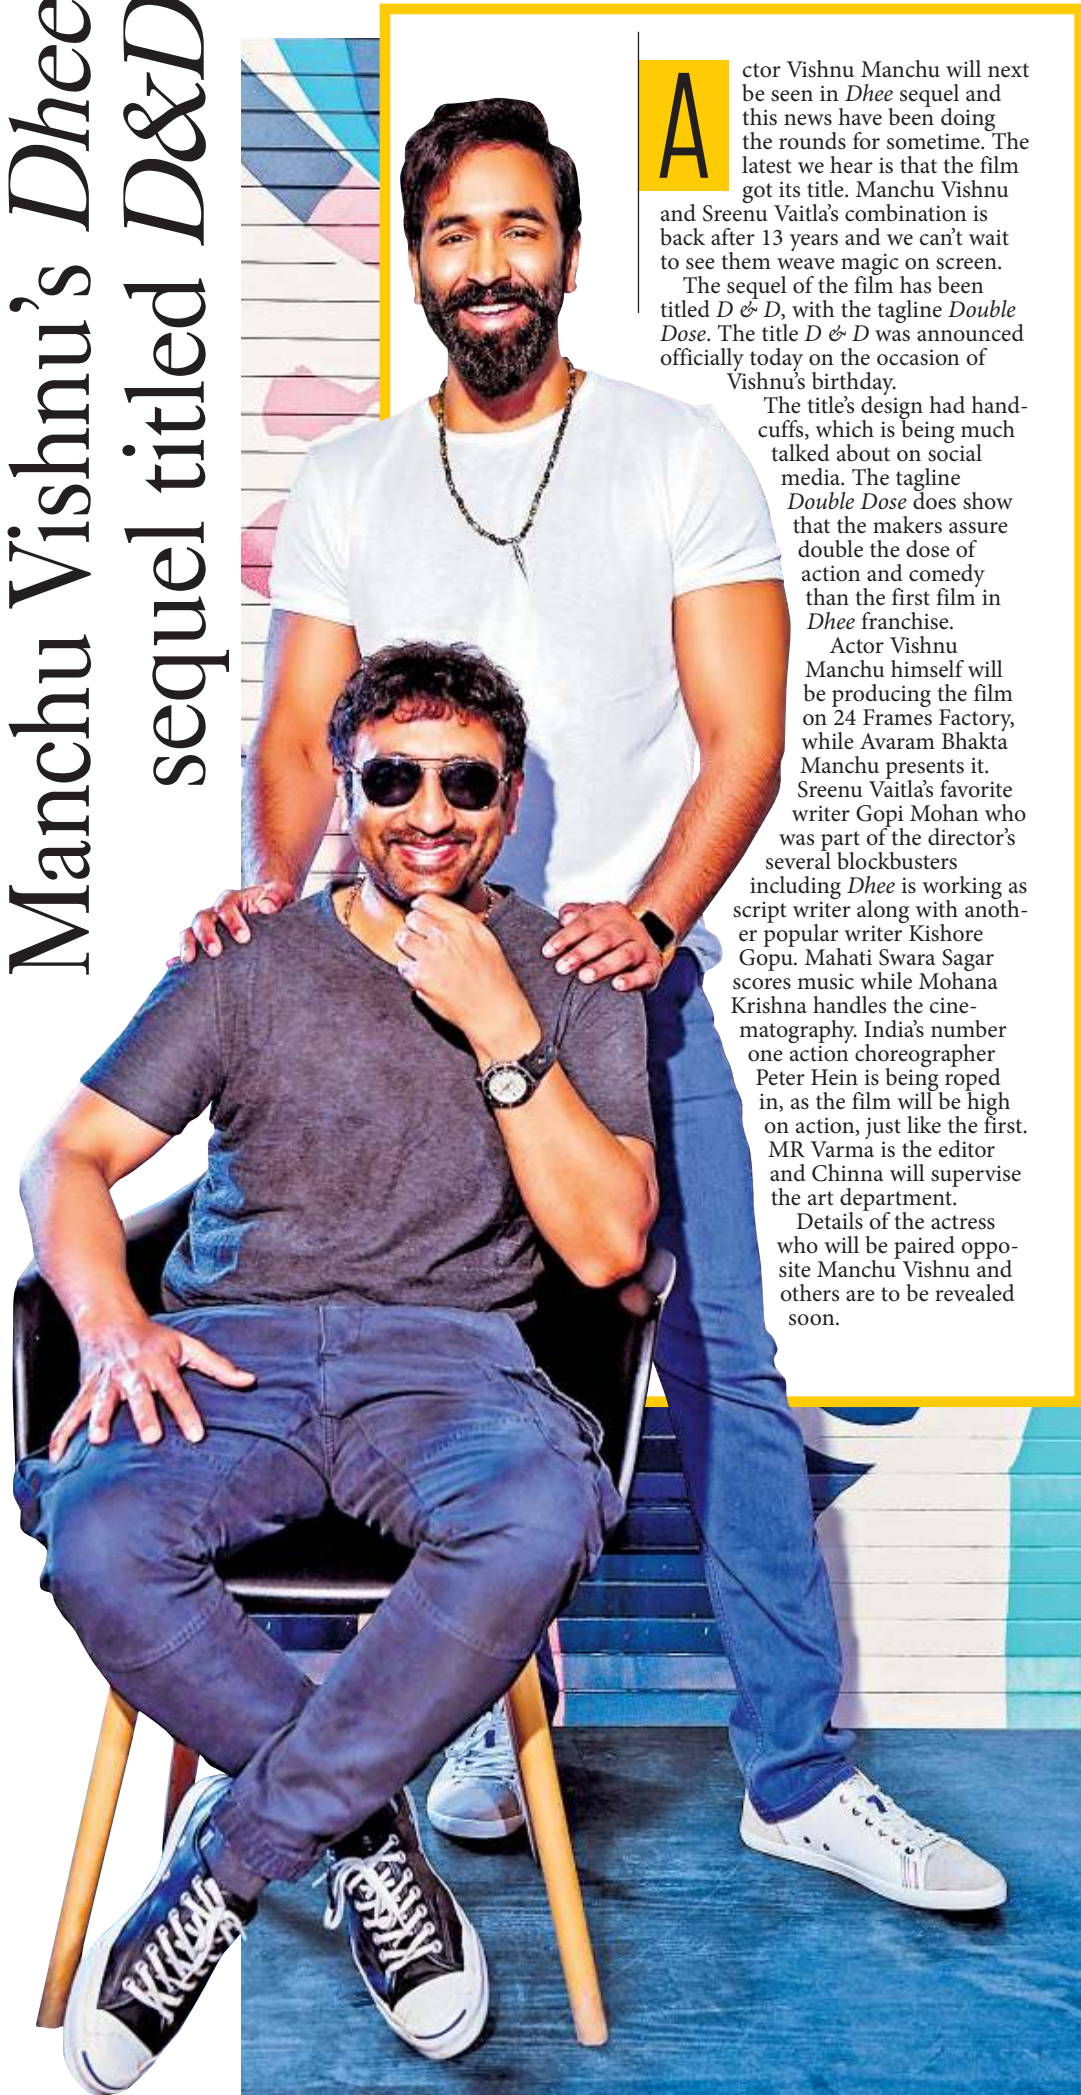 Manchu Vishnu's Dhee
sequel titled D&D
Actor Vishnu Manchu will next
be seen in Dhee sequel and
this news have been doing
the rounds for sometime. The
latest we hear is that the film
got its title. Manchu Vishnu
and Sreenu Vaitla's combination is
back after 13 years and we can't wait
to see them weave magic on screen.
The sequel of the film has been
titled D & D, with the tagline Double
Dose. The title D & D was announced
officially today on the occasion of
Vishnu's birthday.
The title's design had hand-
cuffs, which is being much
talked about on social
media. The tagline
Double Dose does show
that the makers assure
double the dose of
action and comedy
than the first film in
Dhee franchise.
Actor Vishnu
Manchu himself will
be producing the film
on 24 Frames Factory,
while Avaram Bhakta
Manchu presents it.
Sreenu Vaitla's favorite
writer Gopi Mohan who
was part of the director's
several blockbusters
including Dhee is working as
script writer along with anoth-
er popular writer Kishore
Gopu. Mahati Swara Sagar
scores music while Mohana
Krishna handles the cine-
matography. India's number
one action choreographer
Peter Hein is being roped
in, as the film will be high
on action, just like the first.
MR Varma is the editor
and Chinna will supervise
the art department.
Details of the actress
who will be paired oppo-
site Manchu Vishnu and
others are to be revealed
soon.